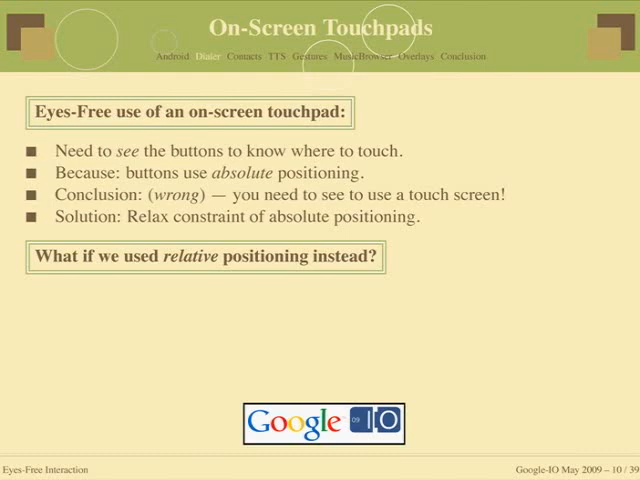 On-Screen Touchpads
Android Dialer Contacts TTS Gestures MusicBrowser Overlays Conclusion
Eyes-Free use of an on-screen touchpad:
Need to see the buttons to know where to touch.
Because: buttons use absolute positioning.
Conclusion: (wrong) — you need to see to use a touch screen!
Solution: Relax constraint of absolute positioning.
What if we used relative positioning instead?
Google 09 IO
Eyes-Free Interaction
Google-IO May 2009 – 10 / 39